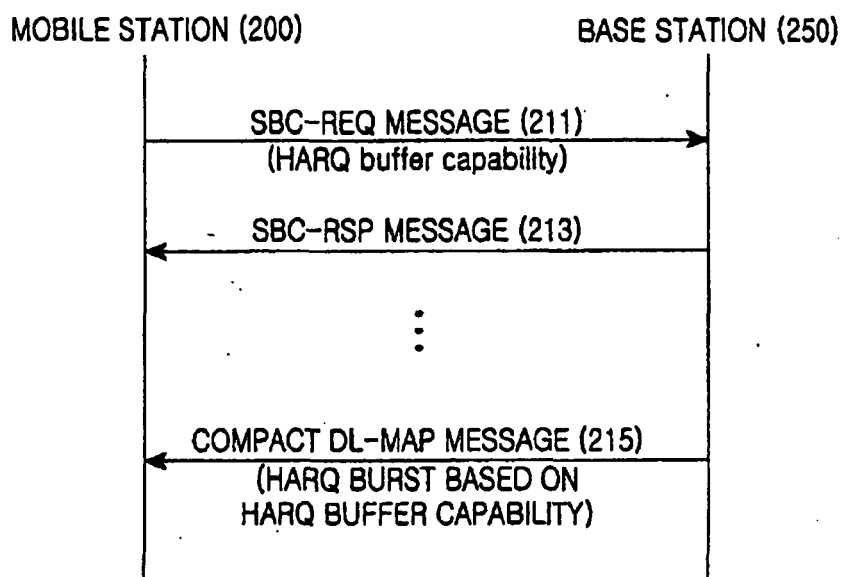 MOBILE STATION (200)
BASE STATION (250)
SBC-REQ MESSAGE (211)
(HARQ buffer capability)
SBC-RSP MESSAGE (213)
COMPACT DL-MAP MESSAGE (215)
(HARQ BURST BASED ON
HARQ BUFFER CAPABILITY)